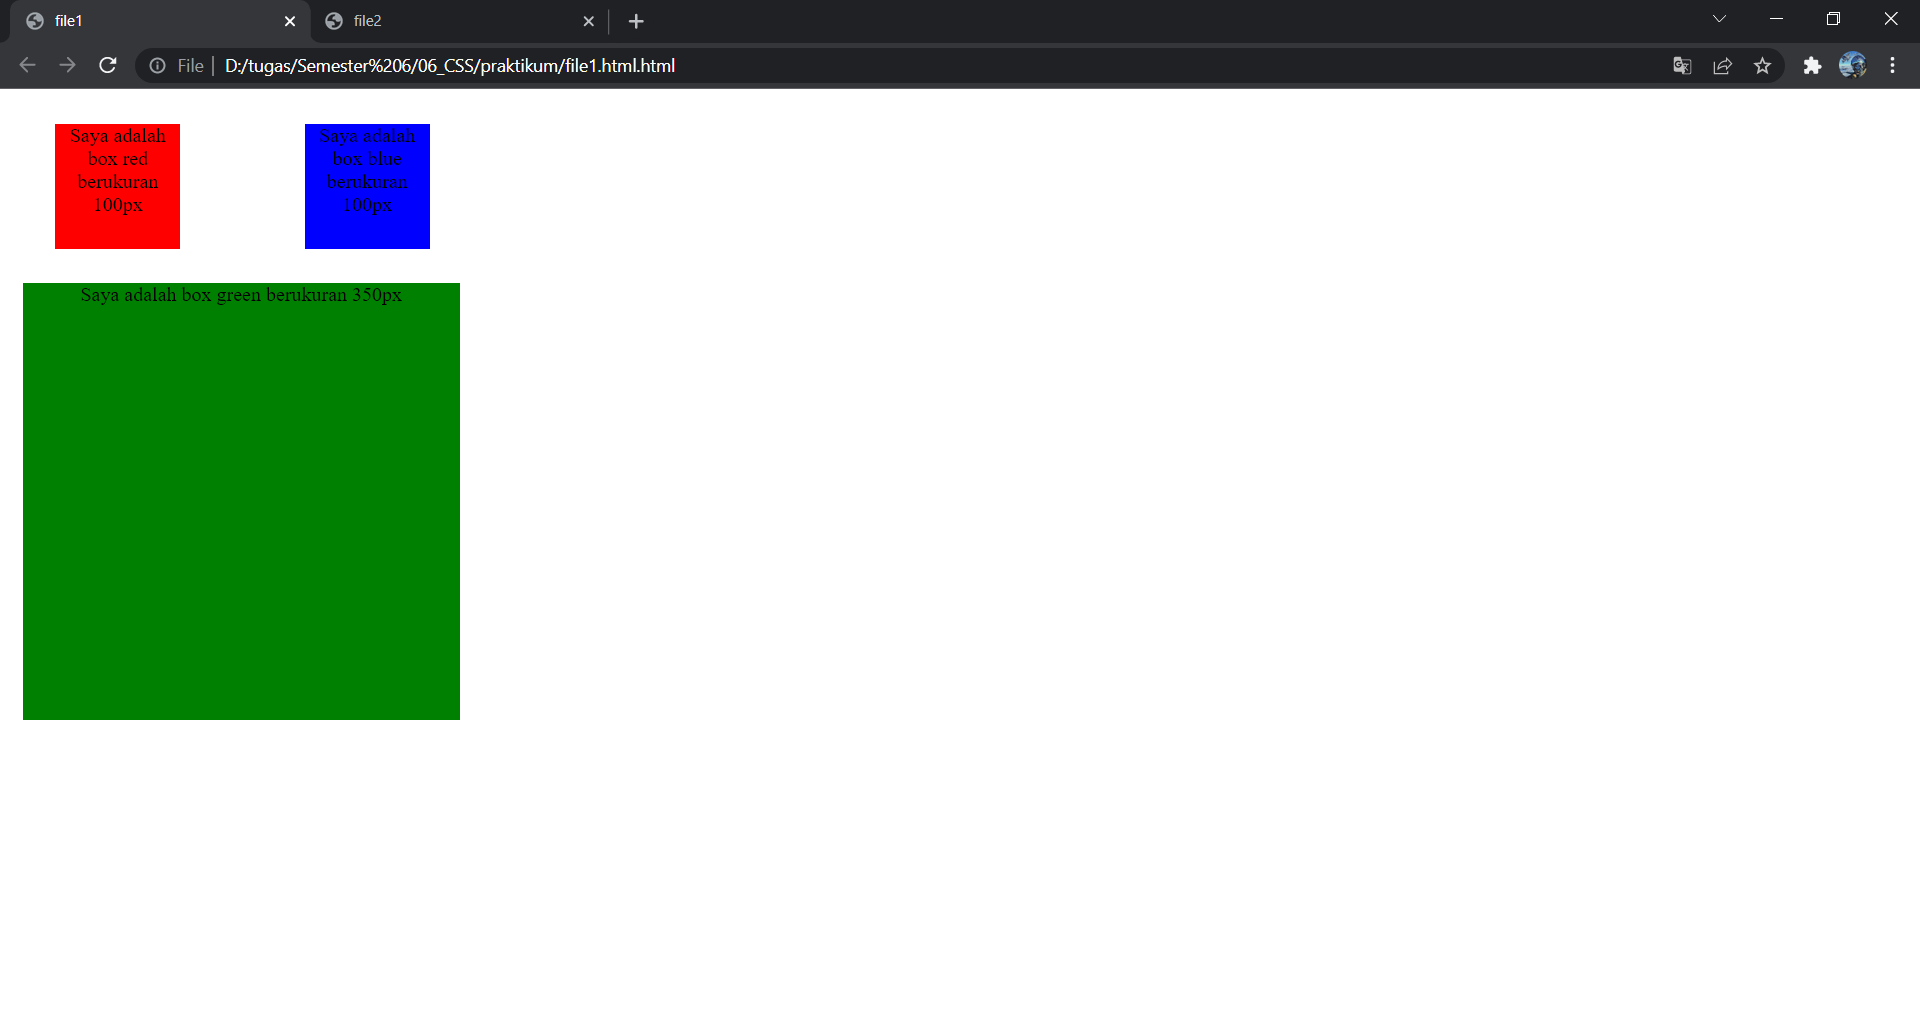 file1
file2
File
D:/tugas/Semester%206/06_CSS/praktikum/file1.html.html
Saya adalah
box red
berukuran
100px
Saya adalah
box blue
berukuran
100px
Saya adalah box green berukuran 350px